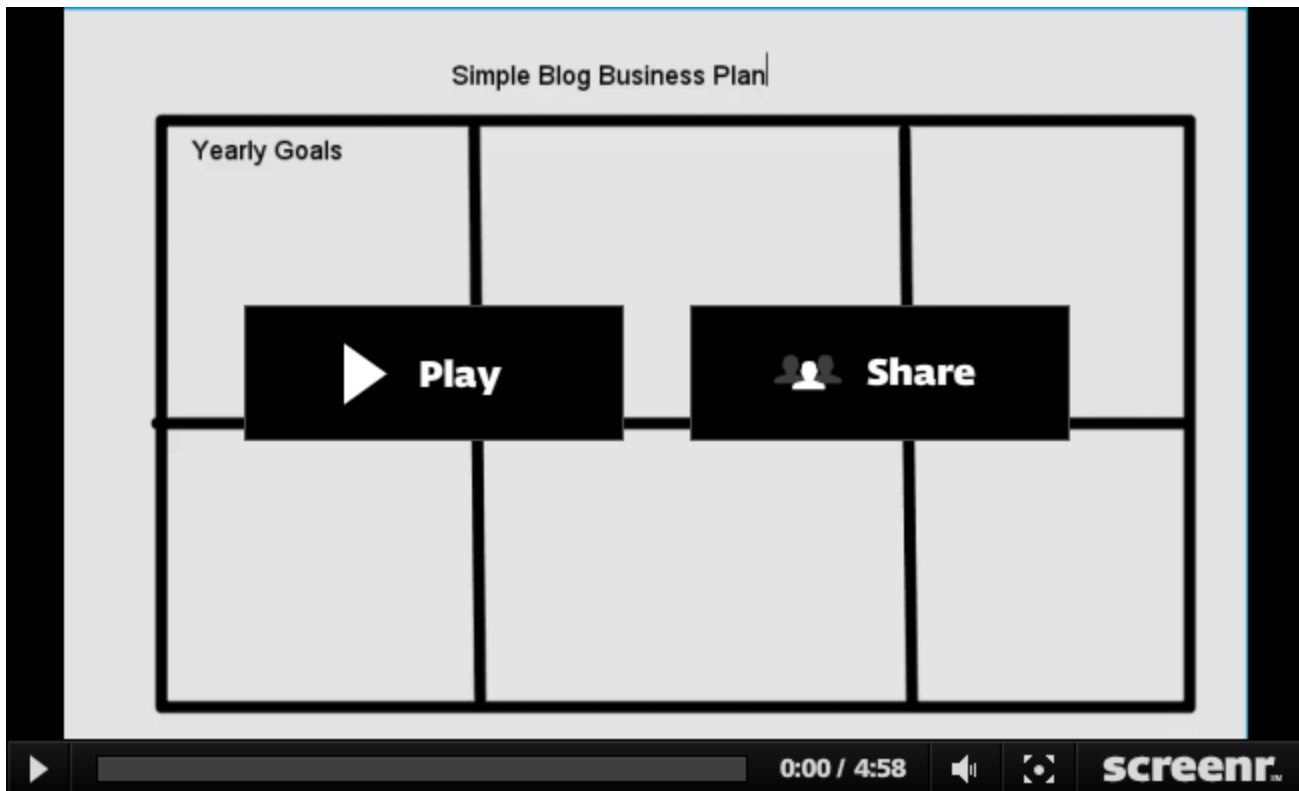 Simple Blog Business Plan
Yearly Goals
Play
Share
0:00 / 4:58
screenr